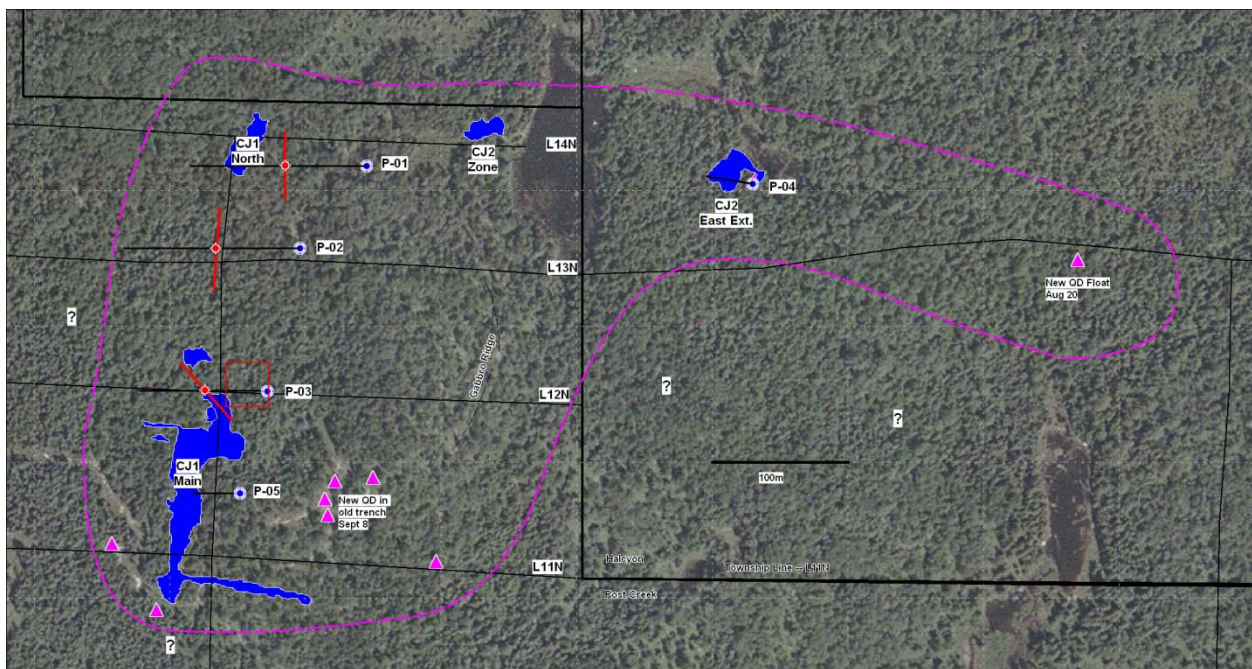 CJ1
North
L14N
CJ2
Zone
P-01
P-04
CJ2
East Ext.
P-02
L13N
New QD Float
Aug 20
?
Gabbro Ridge
P-03
L12N
?
?
CJ1
Main
100m
P-05
New QD in
old trench
Sept 8
Halcyon
L11N
Township Line -- L11N
Post Creek
?